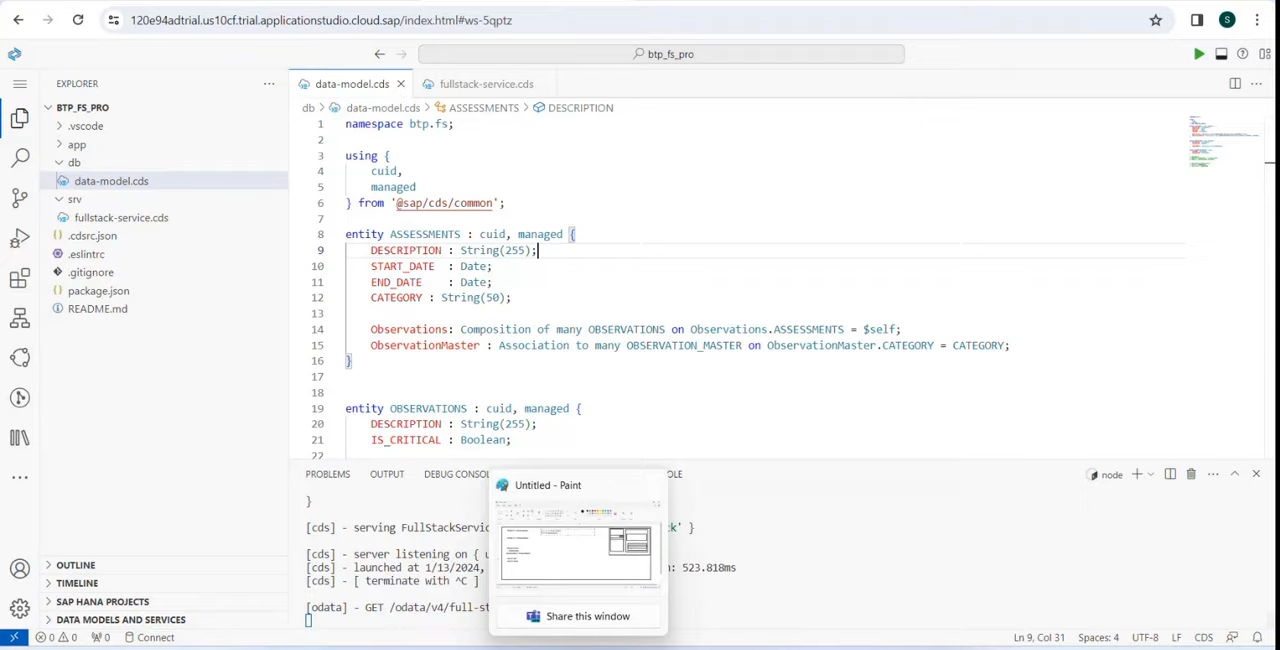 120e94adtrial.us10cf.trial.applicationstudio.cloud.sap/index.html#ws-5qptz
S
btp_fs_pro
EXPLORER
BTP_FS_PRO
.vscode
app
db
data-model.cds
srv
fullstack-service.cds
.cdsrc.json
.eslintrc
.gitignore
package.json
README.md
OUTLINE
TIMELINE
SAP HANA PROJECTS
DATA MODELS AND SERVICES
data-model.cds
fullstack-service.cds
db > data-model.cds > ASSESSMENTS > DESCRIPTION
1 namespace btp.fs;
2
3 using {
4 cuid,
5 managed
6 } from '@sap/cds/common';
7
8 entity ASSESSMENTS : cuid, managed {
9 DESCRIPTION : String(255);
10 START_DATE : Date;
11 END_DATE : Date;
12 CATEGORY : String(50);
13
14 Observations: Composition of many OBSERVATIONS on Observations.ASSESSMENTS = $self;
15 ObservationMaster : Association to many OBSERVATION_MASTER on ObservationMaster.CATEGORY = CATEGORY;
16 }
17
18
19 entity OBSERVATIONS : cuid, managed {
20 DESCRIPTION : String(255);
21 IS_CRITICAL : Boolean;
22
PROBLEMS OUTPUT DEBUG CONSOL OLE
node
}
[cds] - serving FullStackServi k' }
[cds] - server listening on { u
[cds] - launched at 1/13/2024, n: 523.818ms
[cds] - [ terminate with ^C ]
[odata] - GET /odata/v4/full-st
Untitled - Paint
Share this window
0 0 0 Connect
Ln 9, Col 31 Spaces: 4 UTF-8 LF CDS